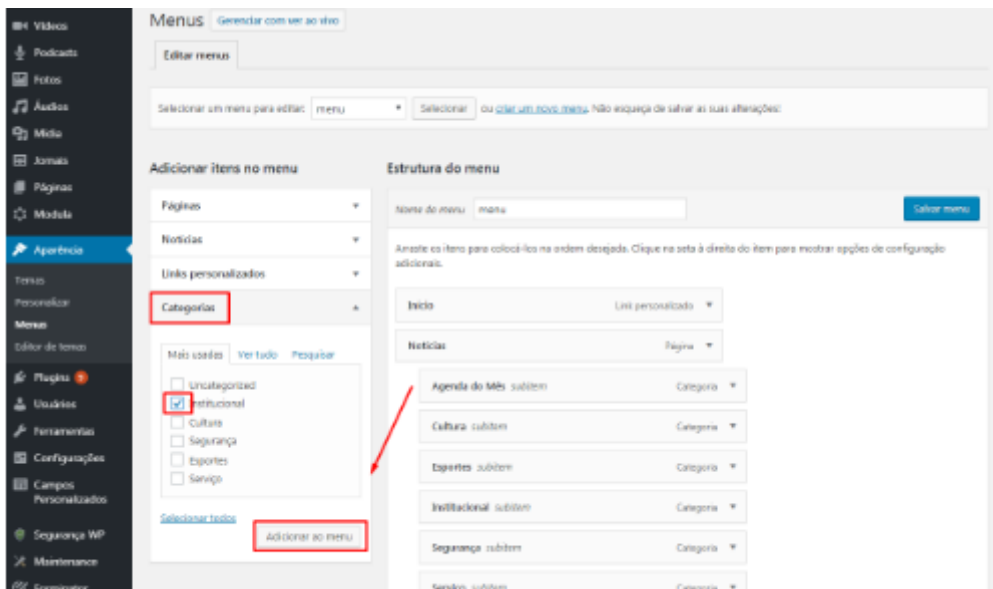 Vídeos
Podcasts
Fotos
Áudios
Mídia
Jornais
Páginas
Modula
Aparência
Temas
Personalizar
Menus
Editor de temas
Plugins
Usuários
Ferramentas
Configurações
Campos
Personalizados
Segurança WP
Maintenance
Forminator
Menus Gerenciar com ver ao vivo
Editar menus
Selecionar um menu para editar: menu Selecionar ou criar um novo menu. Não esqueça de salvar as suas alterações!
Adicionar itens no menu
Páginas
Notícias
Links personalizados
Categorias
Mais usadas Ver tudo Pesquisar
Uncategorized
Institucional
Cultura
Segurança
Esportes
Serviço
Selecionar todos
Adicionar ao menu
Estrutura do menu
Nome do menu menu Salvar menu
Arraste os itens para colocá-los na ordem desejada. Clique na seta à direita do item para mostrar opções de configuração
adicionais.
Início Link personalizado
Notícias Página
Agenda do Mês subitem Categoria
Cultura subitem Categoria
Esportes subitem Categoria
Institucional subitem Categoria
Segurança subitem Categoria
Serviço subitem Categoria